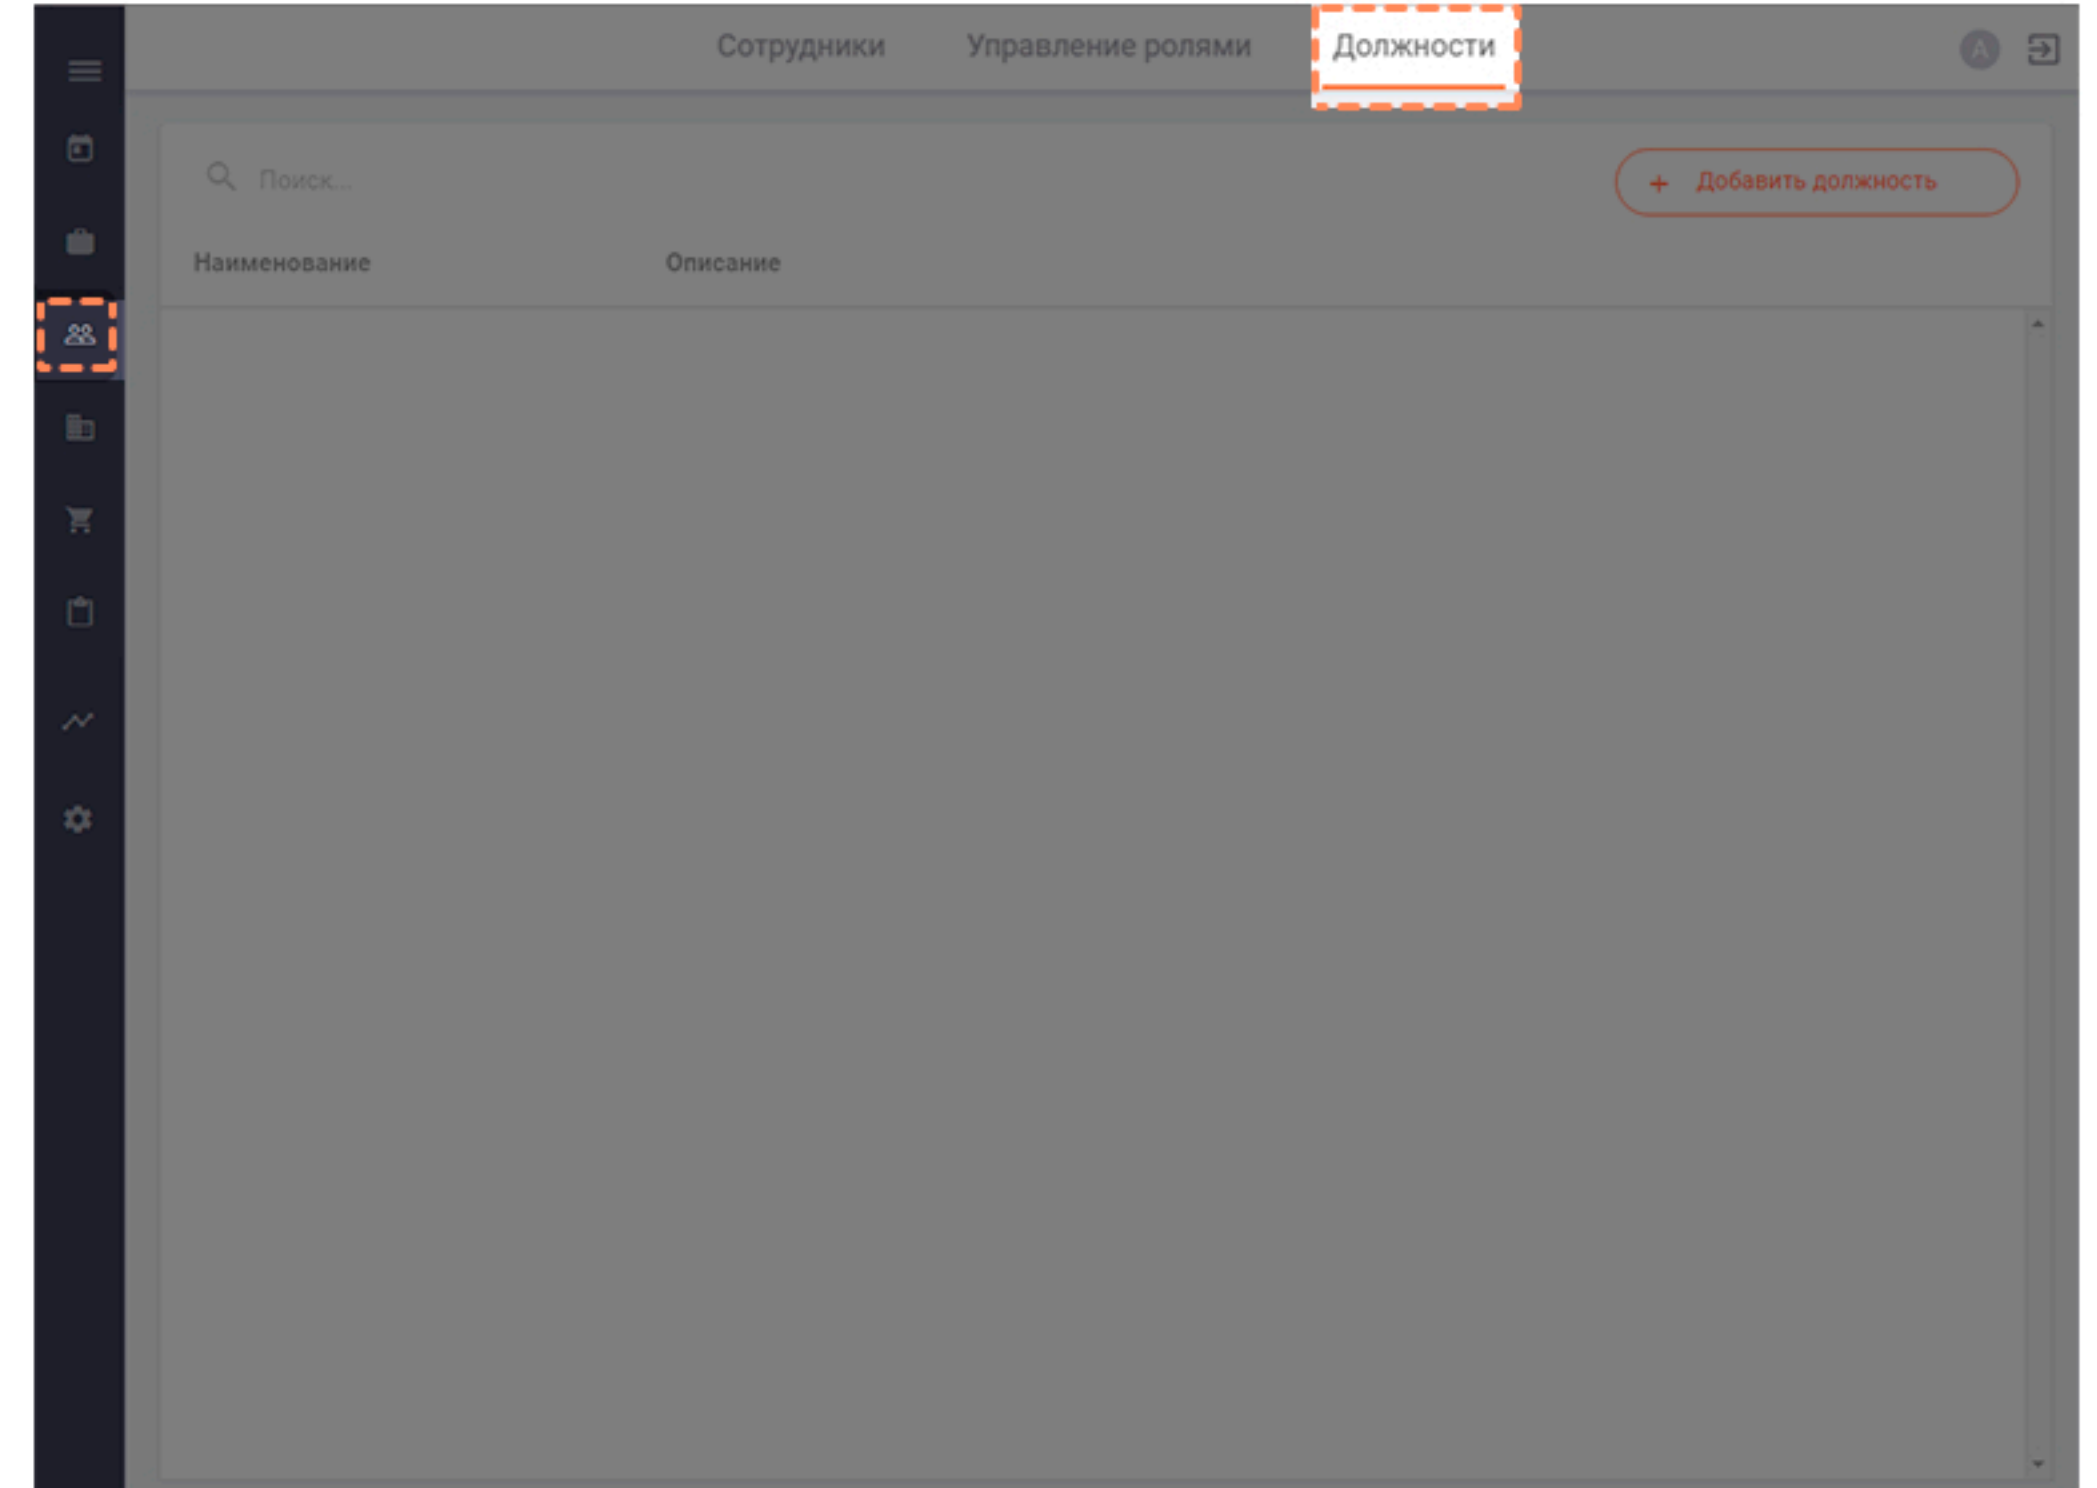 Сотрудники Управление ролями Должности A
Поиск... + Добавить должность
Наименование Описание